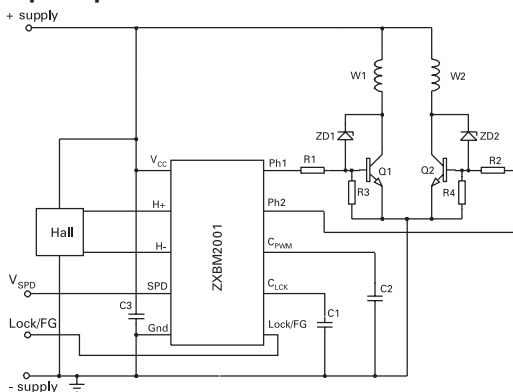 + supply
W1
W2
ZD1
ZD2
V_CC
Ph1
R1
Q1
Q2
R2
R3
R4
H+
Ph2
Hall
ZXBM2001
H-
C_PWM
V_SPD
SPD
C_LCK
C2
C3
C1
Lock/FG
Gnd
Lock/FG
- supply